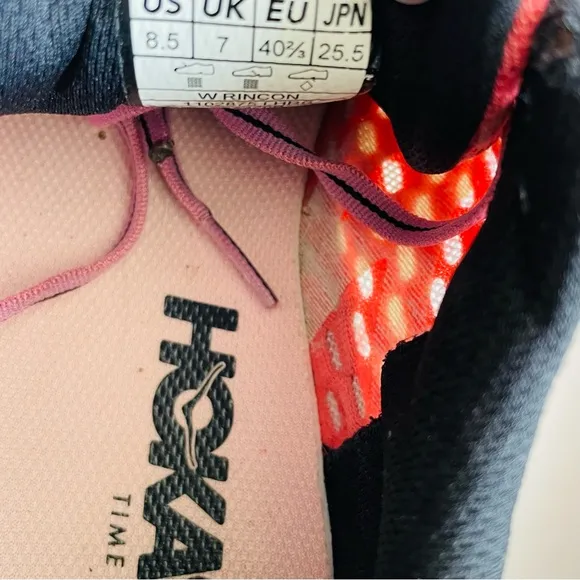 US UK EU JPN
8.5 7 40⅔ 25.5
W RINCON
HOKA
TIME